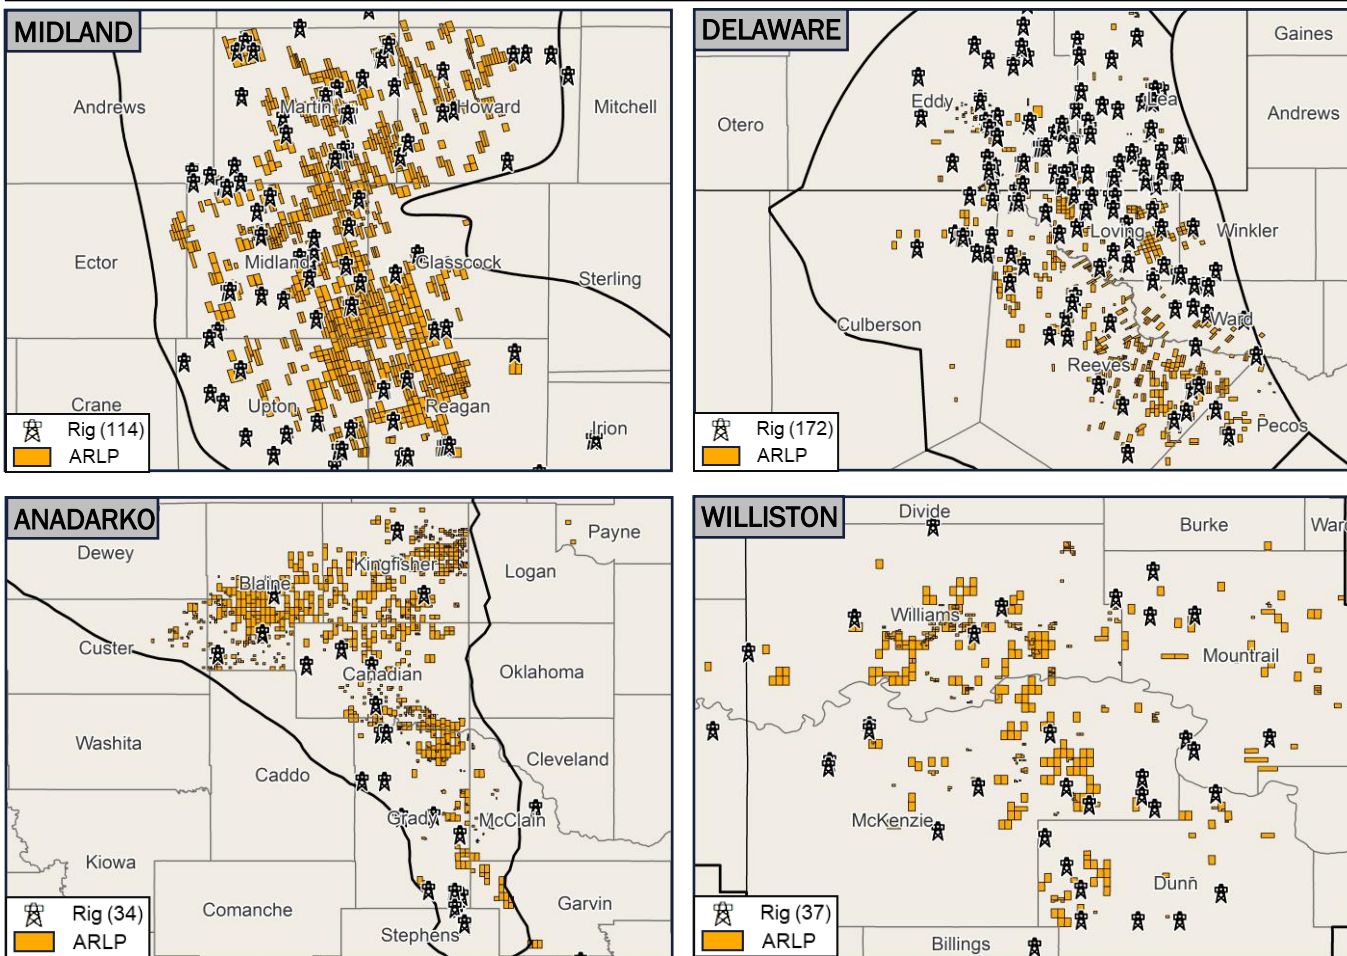 MIDLAND
Andrews
Martin
Howard
Mitchell
Ector
Midland
Glasscock
Sterling
Crane
Upton
Reagan
Irion
Rig (114)
ARLP
DELAWARE
Gaines
Eddy
Lea
Otero
Andrews
Loving
Winkler
Culberson
Ward
Reeves
Pecos
Rig (172)
ARLP
ANADARKO
Dewey
Payne
Kingfisher
Logan
Blaine
Custer
Canadian
Oklahoma
Washita
Caddo
Cleveland
Grady
McClain
Kiowa
Comanche
Garvin
Stephens
Rig (34)
ARLP
WILLISTON
Divide
Burke
Ward
Williams
Mountrail
McKenzie
Dunn
Billings
Rig (37)
ARLP